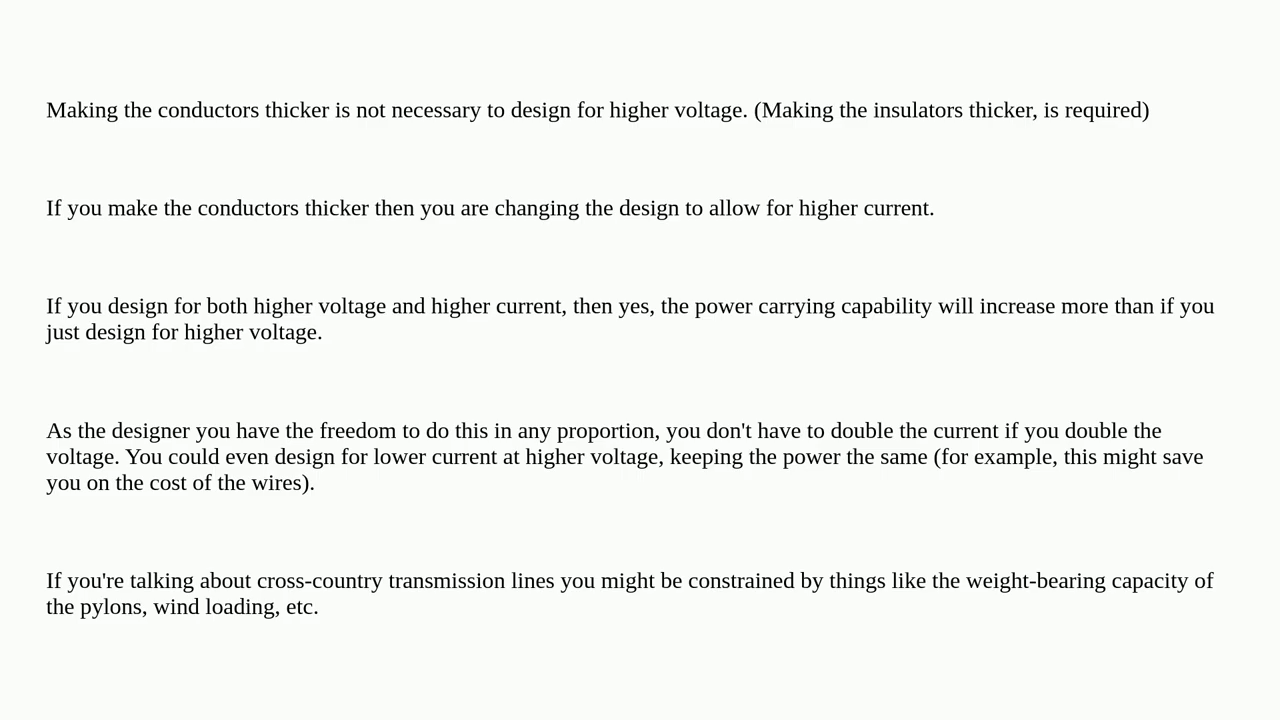 Making the conductors thicker is not necessary to design for higher voltage. (Making the insulators thicker, is required)
If you make the conductors thicker then you are changing the design to allow for higher current.
If you design for both higher voltage and higher current, then yes, the power carrying capability will increase more than if you
just design for higher voltage.
As the designer you have the freedom to do this in any proportion, you don't have to double the current if you double the
voltage. You could even design for lower current at higher voltage, keeping the power the same (for example, this might save
you on the cost of the wires).
If you're talking about cross-country transmission lines you might be constrained by things like the weight-bearing capacity of
the pylons, wind loading, etc.